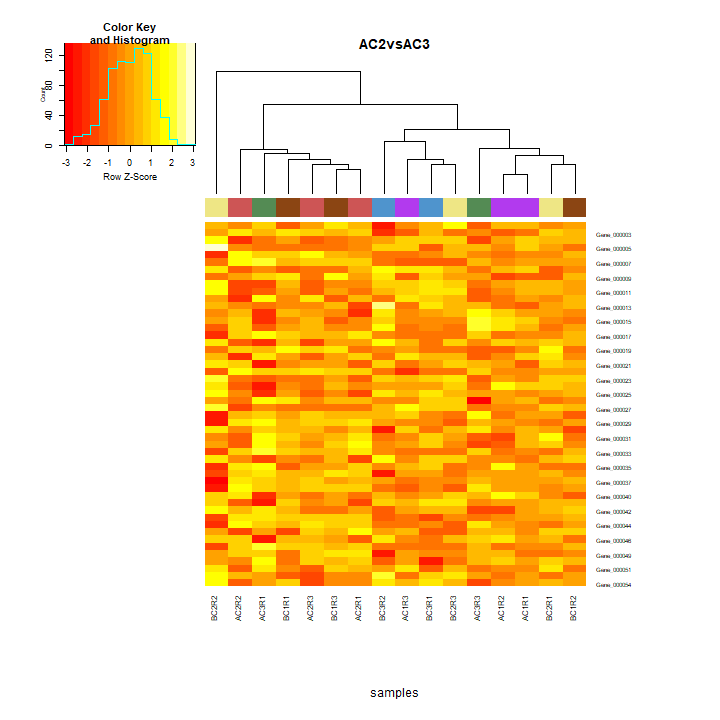 Color Key
and Histogram
AC2vsAC3
Count
0
40
80
120
-3 -2 -1 0 1 2 3
Row Z-Score
Gene_000003
Gene_000005
Gene_000007
Gene_000009
Gene_000011
Gene_000013
Gene_000015
Gene_000017
Gene_000019
Gene_000021
Gene_000023
Gene_000025
Gene_000027
Gene_000029
Gene_000031
Gene_000033
Gene_000035
Gene_000037
Gene_000040
Gene_000042
Gene_000044
Gene_000046
Gene_000049
Gene_000051
Gene_000054
BC2R2 AC2R2 AC3R1 BC1R1 AC2R3 BC1R3 AC2R1 BC3R2 AC1R3 BC3R1 BC2R3 AC3R3 AC1R2 AC1R1 BC2R1 BC1R2
samples